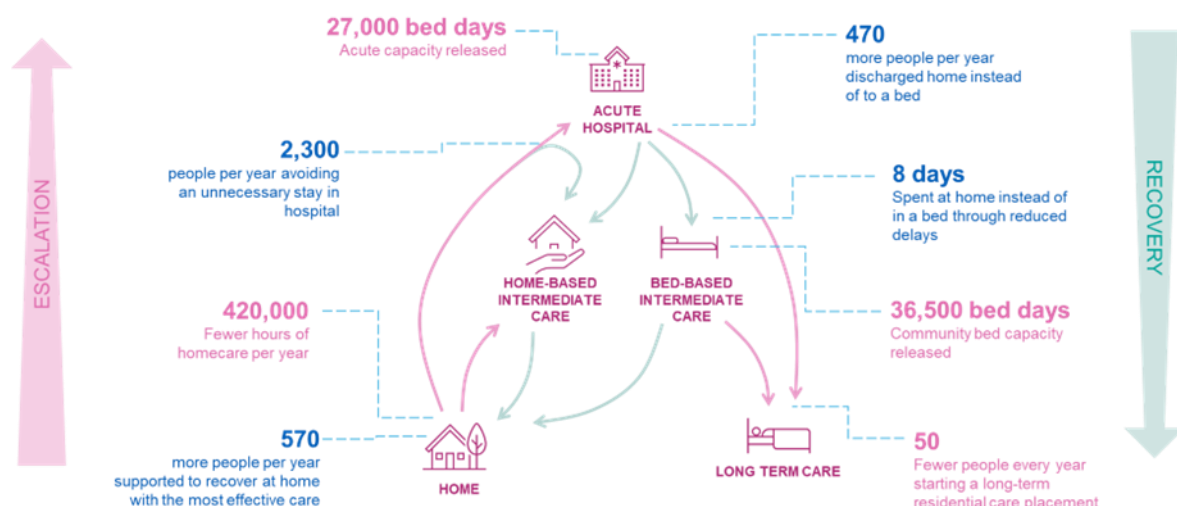 27,000 bed days
Acute capacity released
470
more people per year
discharged home instead
of to a bed
ACUTE
HOSPITAL
2,300
people per year avoiding
an unnecessary stay in
hospital
8 days
Spent at home instead of
in a bed through reduced
delays
ESCALATION
RECOVERY
HOME-BASED
INTERMEDIATE
CARE
BED-BASED
INTERMEDIATE
CARE
420,000
Fewer hours of
homecare per year
36,500 bed days
Community bed capacity
released
570
more people per year
supported to recover at home
with the most effective care
HOME
LONG TERM CARE
50
Fewer people every year
starting a long-term
residential care placement